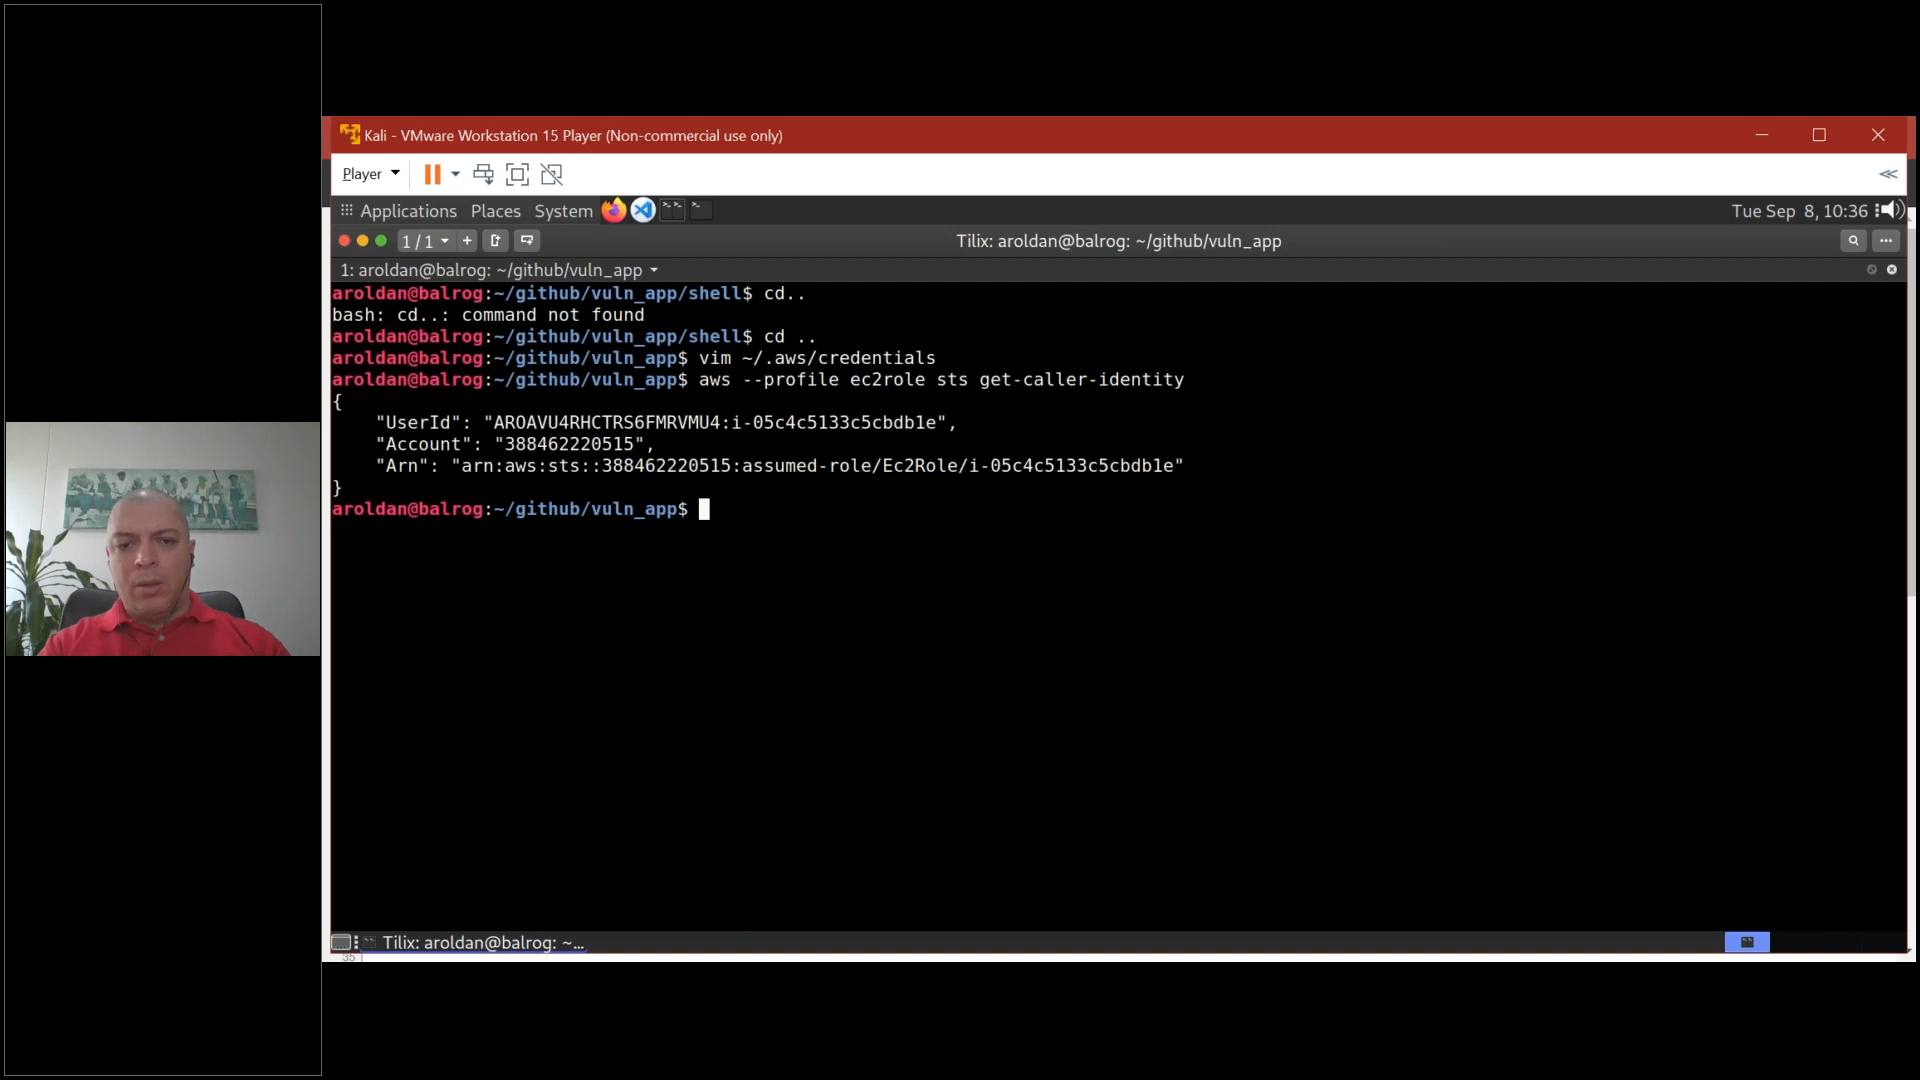 Kali - VMware Workstation 15 Player (Non-commercial use only)
Player
Applications Places System
Tue Sep 8, 10:36
1 / 1
Tilix: aroldan@balrog: ~/github/vuln_app
1: aroldan@balrog: ~/github/vuln_app
aroldan@balrog:~/github/vuln_app/shell$ cd..
bash: cd..: command not found
aroldan@balrog:~/github/vuln_app/shell$ cd ..
aroldan@balrog:~/github/vuln_app$ vim ~/.aws/credentials
aroldan@balrog:~/github/vuln_app$ aws --profile ec2role sts get-caller-identity
{
"UserId": "AROAVU4RHCTRS6FMRVMU4:i-05c4c5133c5cbdb1e",
"Account": "388462220515",
"Arn": "arn:aws:sts::388462220515:assumed-role/Ec2Role/i-05c4c5133c5cbdb1e"
}
aroldan@balrog:~/github/vuln_app$
Tilix: aroldan@balrog: ~...
35